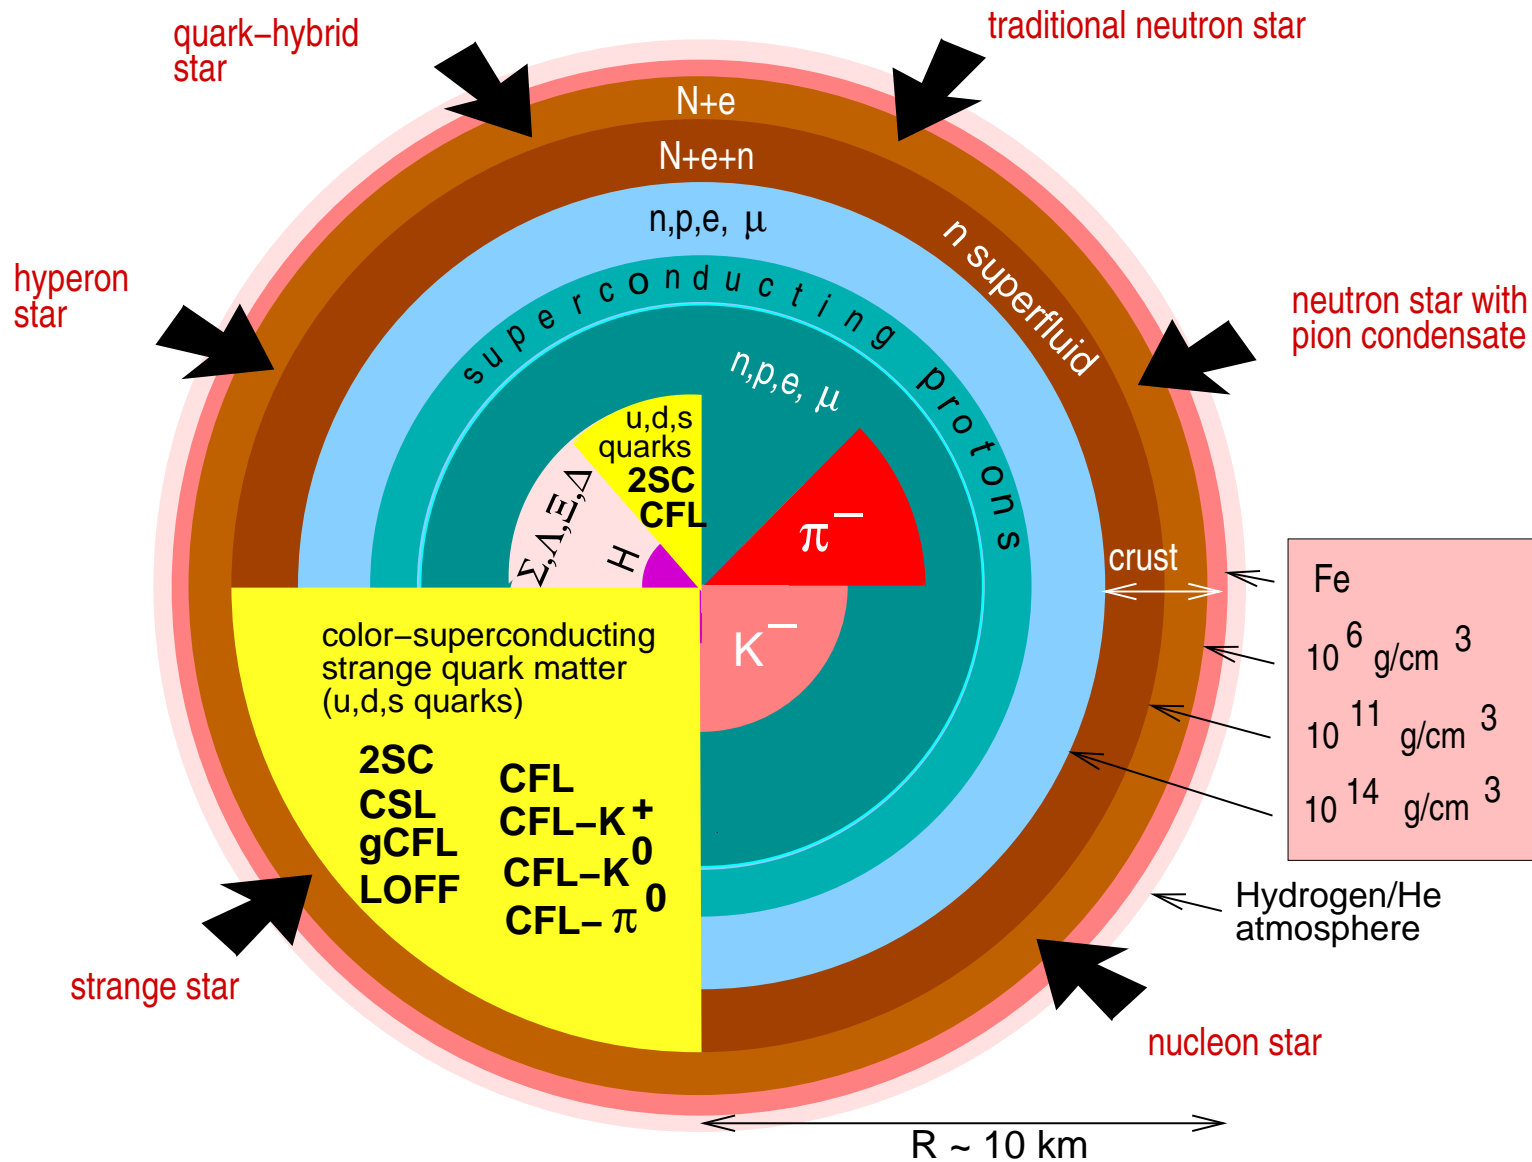 quark–hybrid
star
traditional neutron star
N+e
N+e+n
n,p,e, μ
n superfluid
hyperon
star
neutron star with
pion condensate
superconducting protons
n,p,e, μ
u,d,s
quarks
2SC
CFL
Σ,Λ,Ξ,Δ
H
π⁻
K⁻
crust
Fe
10⁶ g/cm³
10¹¹ g/cm³
10¹⁴ g/cm³
Hydrogen/He
atmosphere
color–superconducting
strange quark matter
(u,d,s quarks)
2SC
CSL
gCFL
LOFF
CFL
CFL–K⁺
CFL–K⁰
CFL–π⁰
strange star
nucleon star
R ~ 10 km